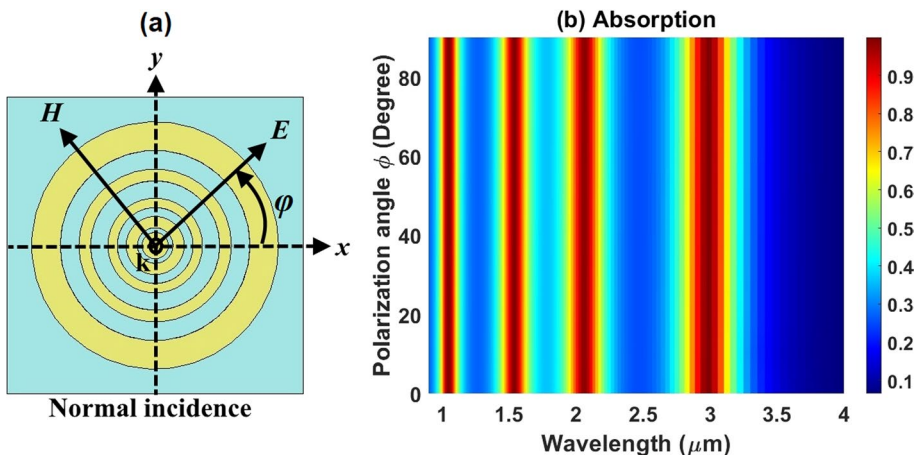 (a)
y
H
E
φ
x
k
Normal incidence
(b) Absorption
Polarization angle ϕ (Degree)
80
60
40
20
0
1 1.5 2 2.5 3 3.5 4
Wavelength (μm)
0.9
0.8
0.7
0.6
0.5
0.4
0.3
0.2
0.1